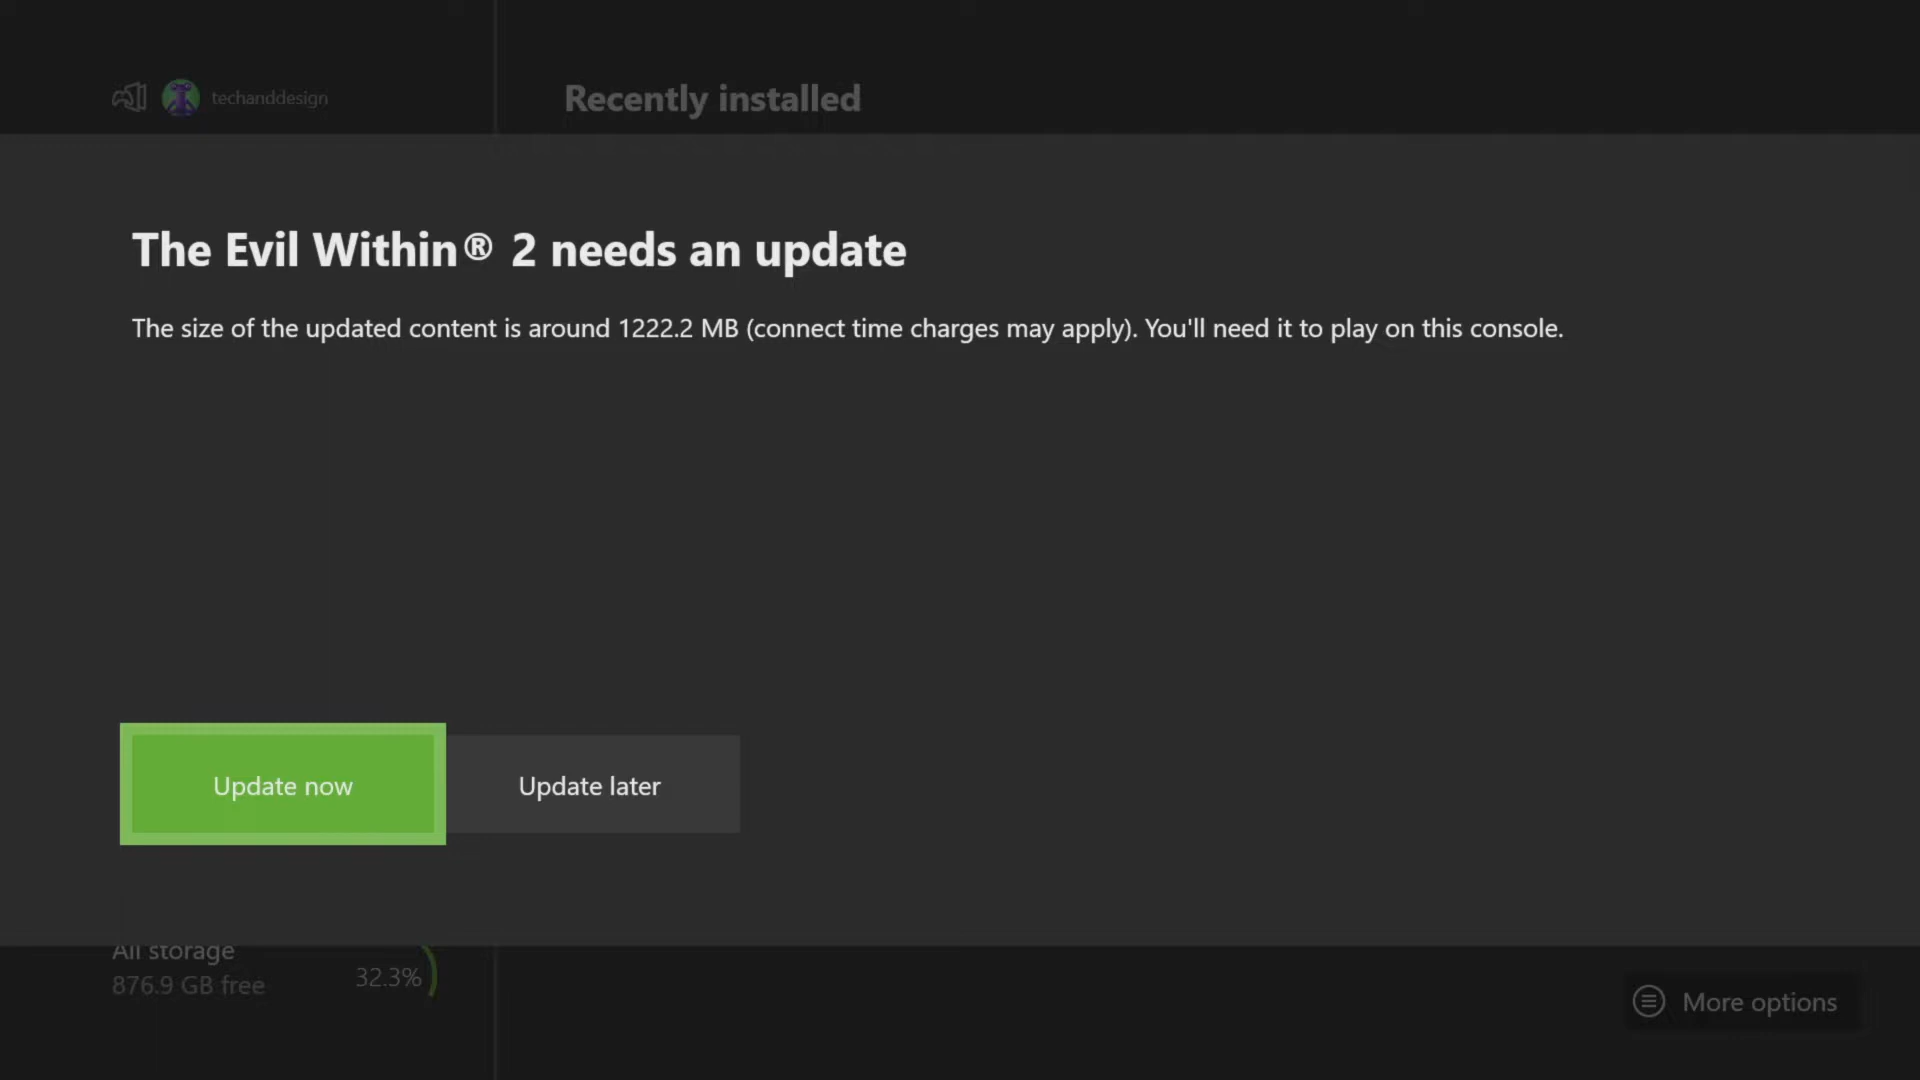 techanddesign
Recently installed
The Evil Within® 2 needs an update
The size of the updated content is around 1222.2 MB (connect time charges may apply). You'll need it to play on this console.
Update now
Update later
All storage
876.9 GB free
32.3%
More options